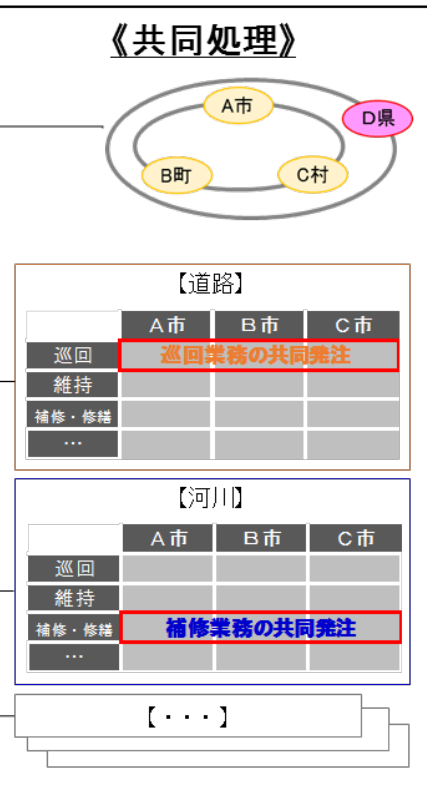 《共同処理》
A市
D県
B町
C村
【道路】
A市 B市 C市
巡回 巡回業務の共同発注
維持
補修・修繕
…
【河川】
A市 B市 C市
巡回
維持
補修・修繕 補修業務の共同発注
…
【・・・】